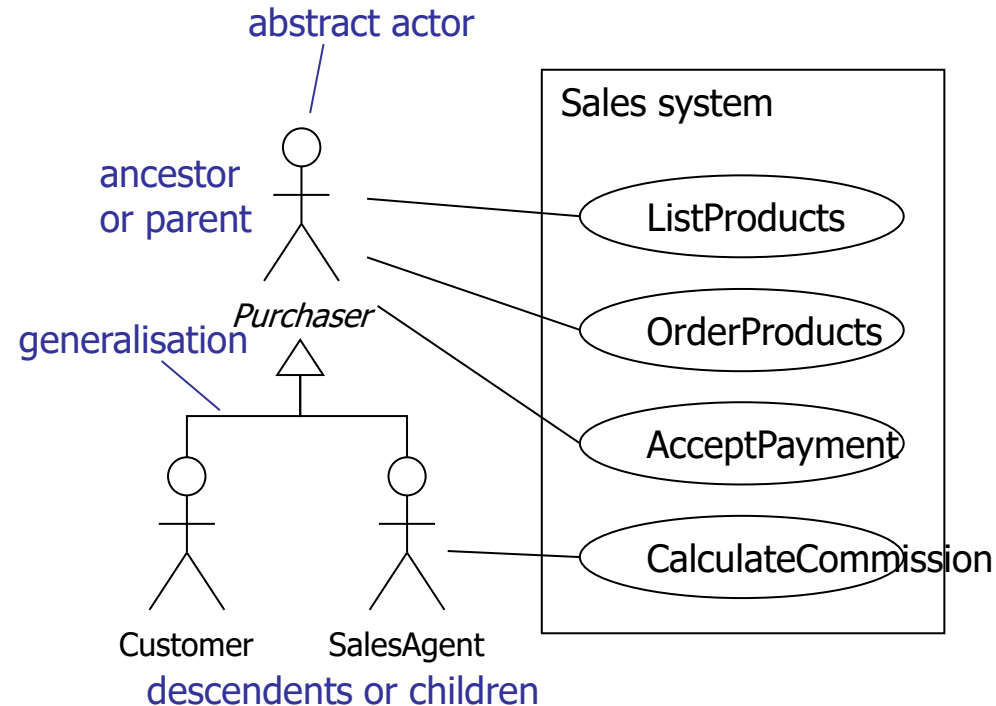 abstract actor
Sales system
ancestor
or parent
ListProducts
Purchaser
generalisation
OrderProducts
AcceptPayment
CalculateCommission
Customer
SalesAgent
descendents or children